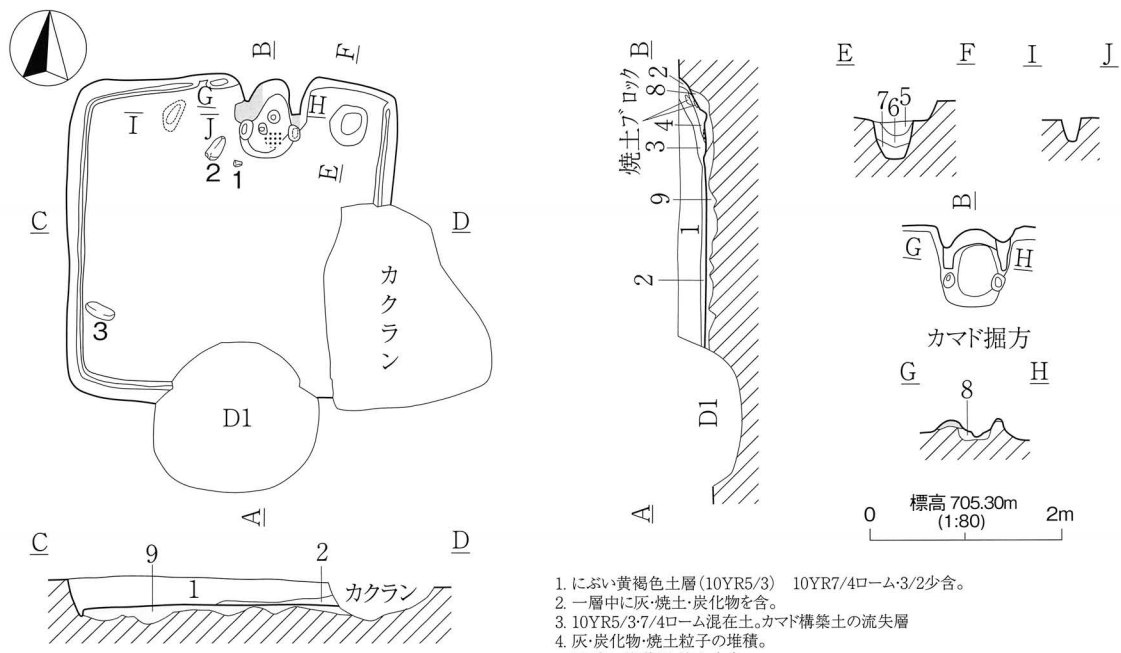 B
F
G
H
I
J
2
1
E
C
D
カクラン
3
D1
A
C
9
2
D
1
カクラン
B
2
8
焼土ブロック
4
3
9
1
2
D1
A
E
F
I
J
7
6
5
B
G
H
カマド掘方
G
H
8
標高 705.30m
0
(1:80)
2m
1. にぶい黄褐色土層(10YR5/3) 10YR7/4ローム・3/2少含。
2. 一層中に灰・焼土・炭化物を含。
3. 10YR5/3・7/4ローム混在土。カマド構築土の流失層
4. 灰・炭化物・焼土粒子の堆積。